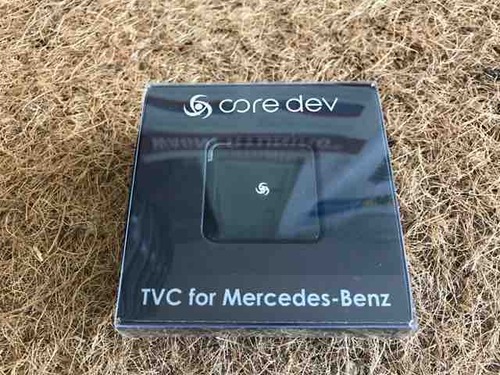 core dev
TVC for Mercedes-Benz